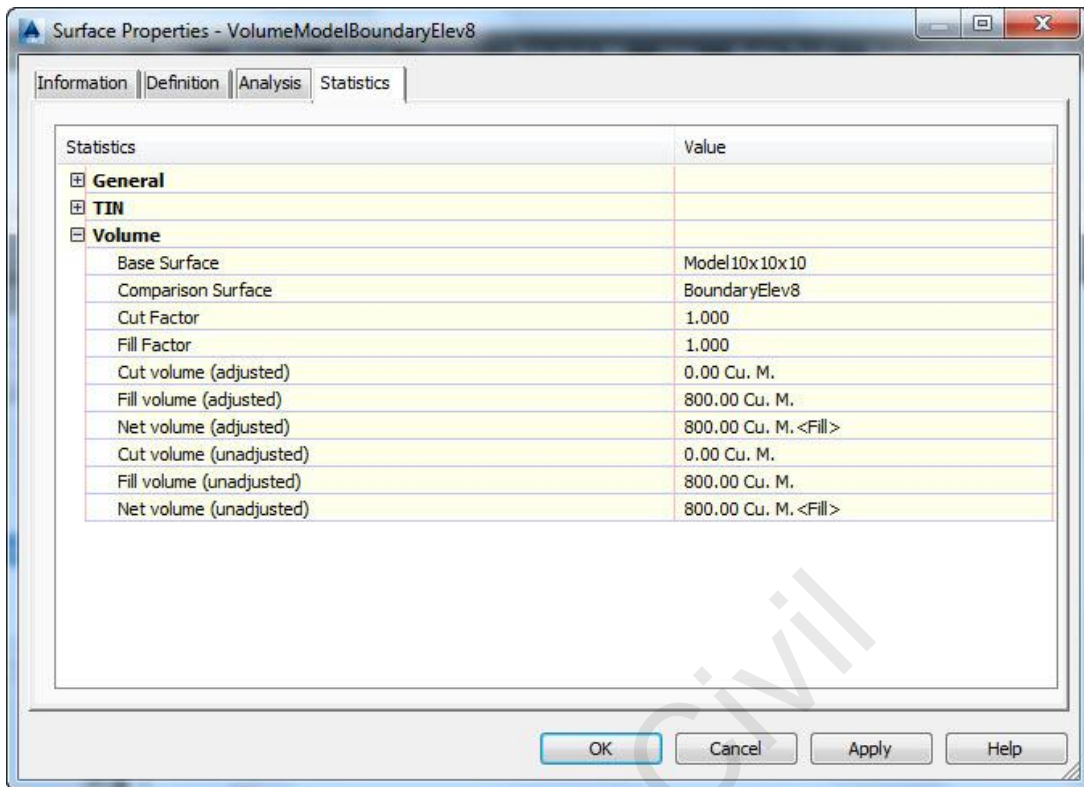 Surface Properties - VolumeModelBoundaryElev8
Information Definition Analysis Statistics
Statistics Value
General
TIN
Volume
Base Surface Model10x10x10
Comparison Surface BoundaryElev8
Cut Factor 1.000
Fill Factor 1.000
Cut volume (adjusted) 0.00 Cu. M.
Fill volume (adjusted) 800.00 Cu. M.
Net volume (adjusted) 800.00 Cu. M.<Fill>
Cut volume (unadjusted) 0.00 Cu. M.
Fill volume (unadjusted) 800.00 Cu. M.
Net volume (unadjusted) 800.00 Cu. M.<Fill>
Civil
OK Cancel Apply Help